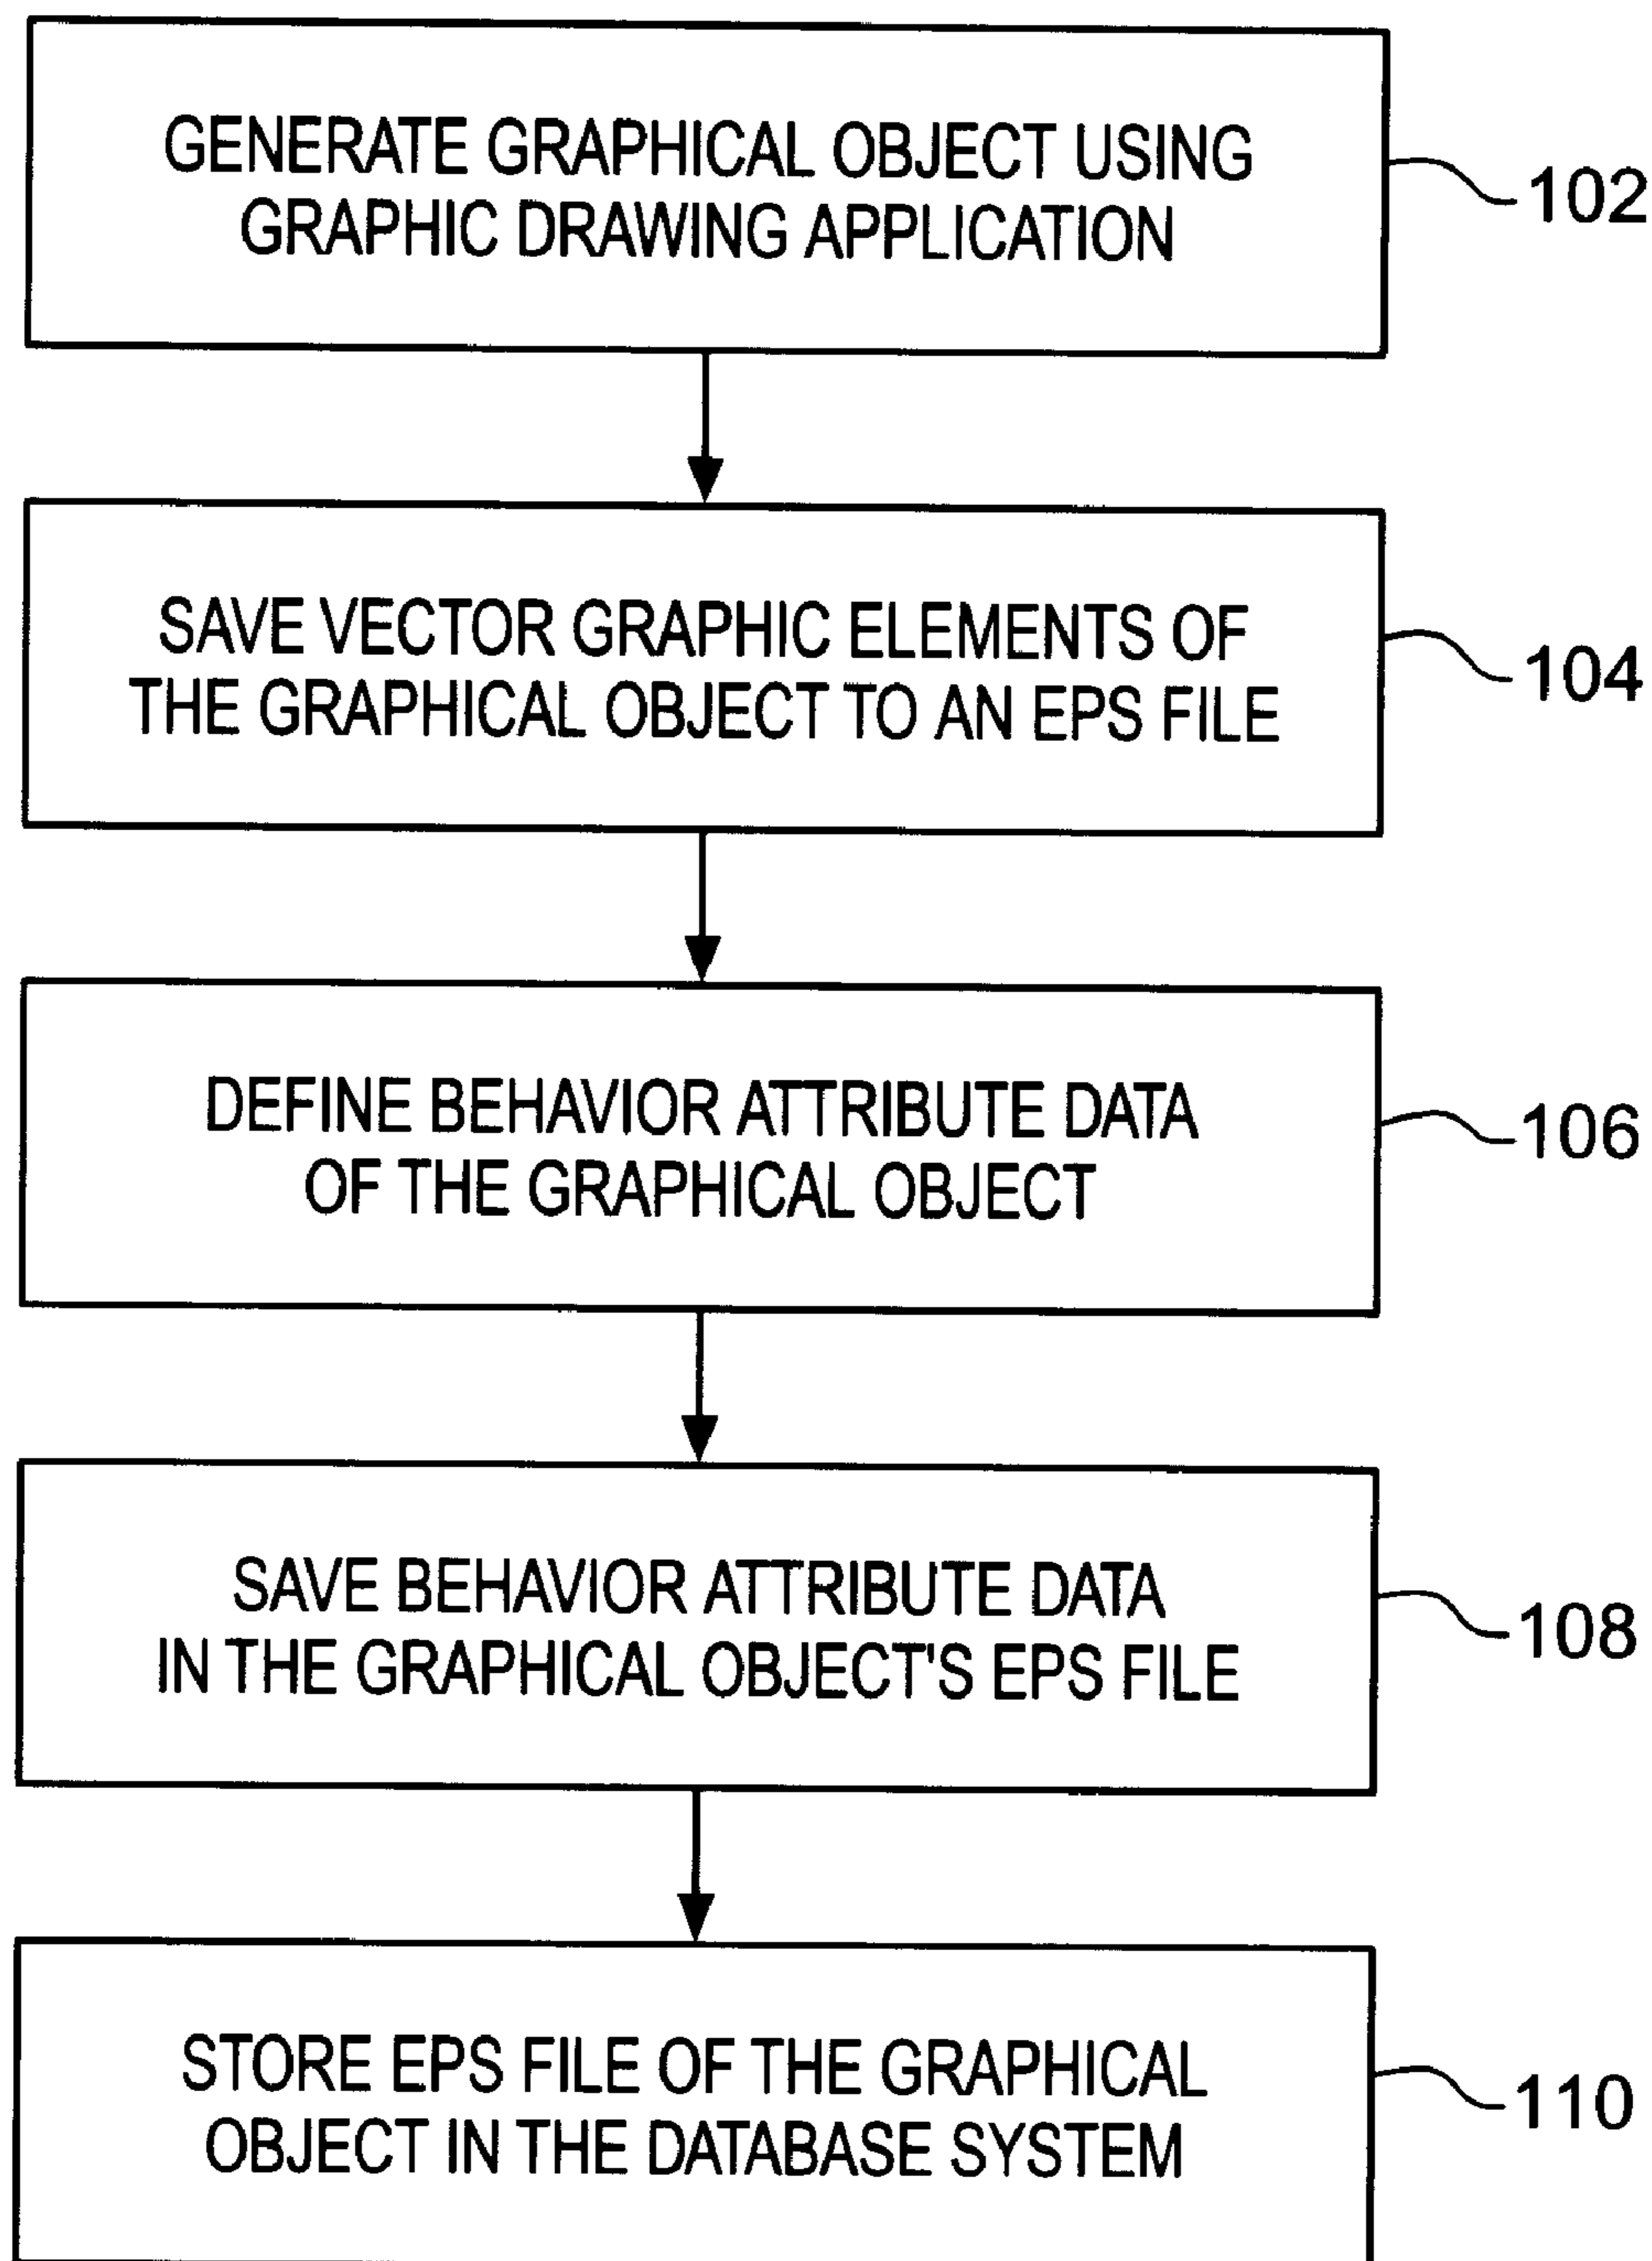 GENERATE GRAPHICAL OBJECT USING
GRAPHIC DRAWING APPLICATION
102
SAVE VECTOR GRAPHIC ELEMENTS OF
THE GRAPHICAL OBJECT TO AN EPS FILE
104
DEFINE BEHAVIOR ATTRIBUTE DATA
OF THE GRAPHICAL OBJECT
106
SAVE BEHAVIOR ATTRIBUTE DATA
IN THE GRAPHICAL OBJECT'S EPS FILE
108
STORE EPS FILE OF THE GRAPHICAL
OBJECT IN THE DATABASE SYSTEM
110